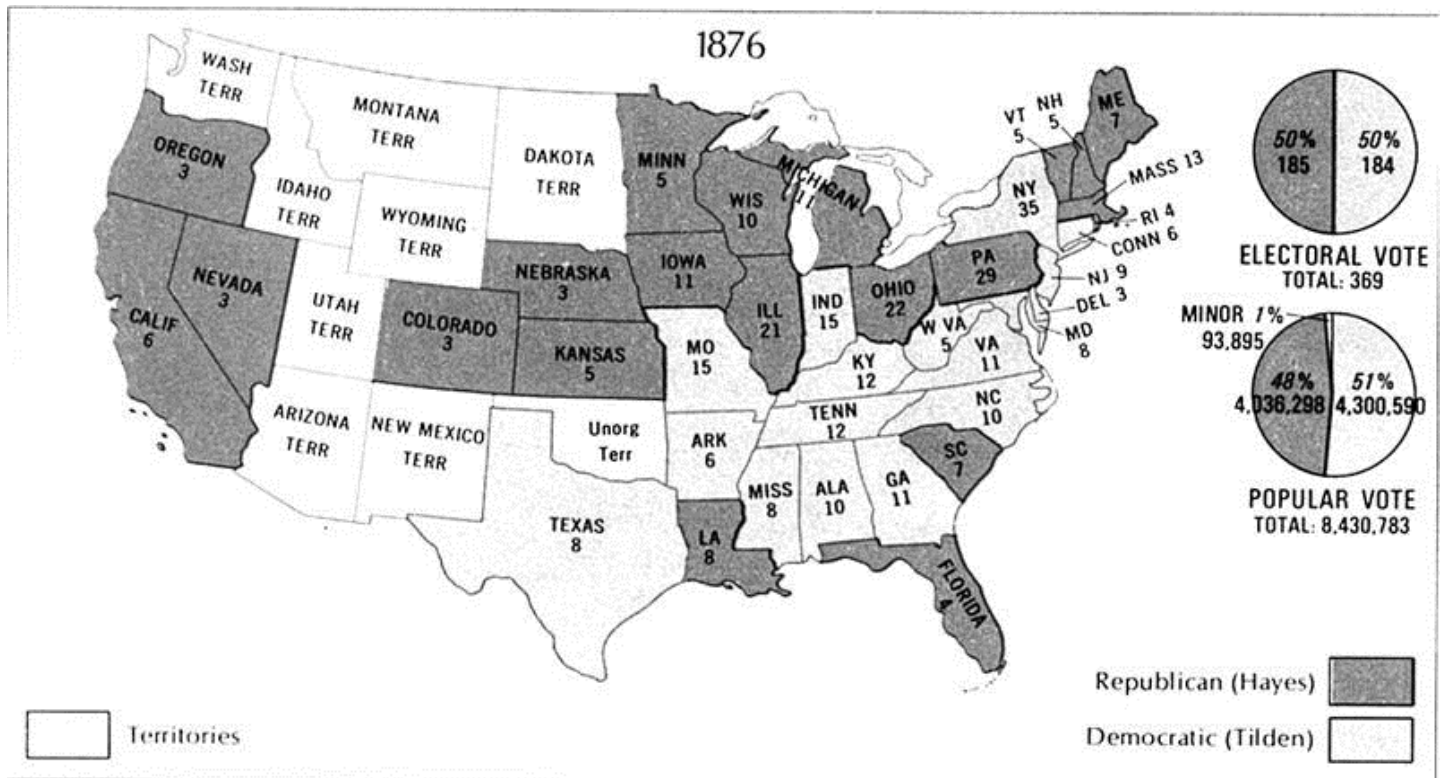 1876
WASH
TERR
MONTANA
TERR
DAKOTA
TERR
MINN
5
OREGON
3
IDAHO
TERR
WYOMING
TERR
WIS
10
MICHIGAN
11
VT
5
NH
5
ME
7
MASS 13
NY
35
RI 4
CONN 6
NEVADA
3
NEBRASKA
3
IOWA
11
PA
29
NJ 9
DEL 3
MD
8
CALIF
6
UTAH
TERR
COLORADO
3
KANSAS
5
ILL
21
IND
15
OHIO
22
W VA
5
VA
11
MO
15
KY
12
NC
10
ARIZONA
TERR
NEW MEXICO
TERR
Unorg
Terr
ARK
6
TENN
12
SC
7
TEXAS
8
LA
8
MISS
8
ALA
10
GA
11
FLORIDA
4
50%
185
50%
184
ELECTORAL VOTE
TOTAL: 369
MINOR 1%
93,895
48%
4,036,298
51%
4,300,590
POPULAR VOTE
TOTAL: 8,430,783
Republican (Hayes)
Democratic (Tilden)
Territories